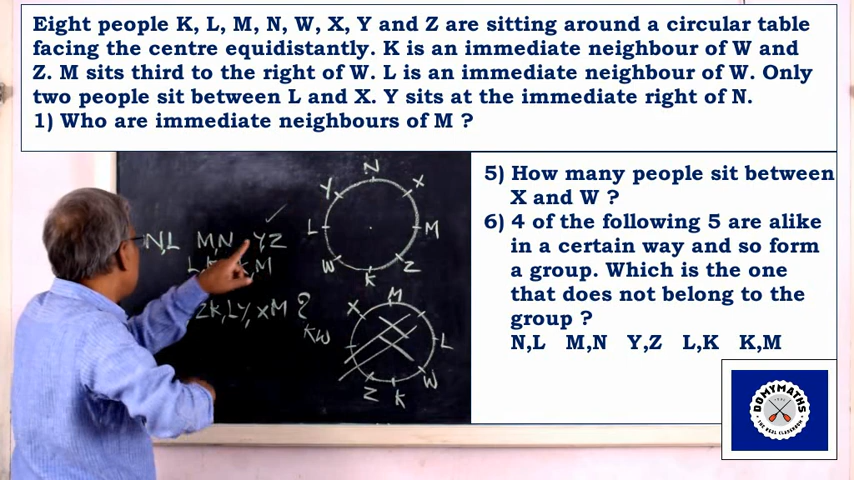 Eight people K, L, M, N, W, X, Y and Z are sitting around a circular table
facing the centre equidistantly. K is an immediate neighbour of W and
Z. M sits third to the right of W. L is an immediate neighbour of W. Only
two people sit between L and X. Y sits at the immediate right of N.
1) Who are immediate neighbours of M ?
N
Y X
L M
W Z
K
N,L M,N YZ
L,K K,M
ZK, LY, XM ?
KW
M
X
L
W
Z K
5) How many people sit between
X and W ?
6) 4 of the following 5 are alike
in a certain way and so form
a group. Which is the one
that does not belong to the
group ?
N,L M,N Y,Z L,K K,M
DOMYMATHS
THE REAL CLASSROOM